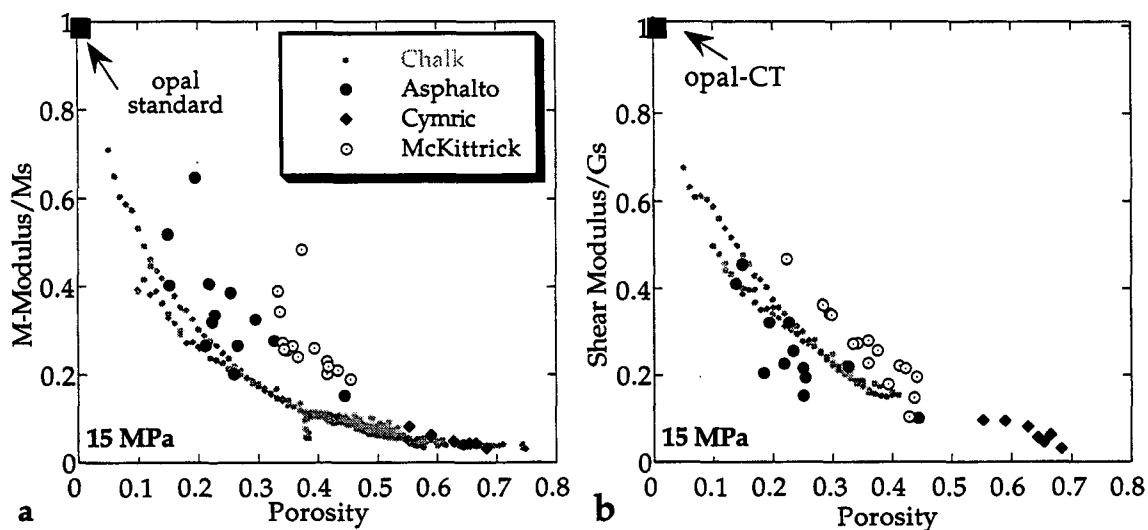 1
0.8
0.6
0.4
0.2
0
M-Modulus/Ms
opal
standard
Chalk
Asphalto
Cymric
McKittrick
15 MPa
0 0.1 0.2 0.3 0.4 0.5 0.6 0.7 0.8
a
Porosity
1
0.8
0.6
0.4
0.2
0
Shear Modulus/Gs
opal-CT
15 MPa
0 0.1 0.2 0.3 0.4 0.5 0.6 0.7 0.8
b
Porosity